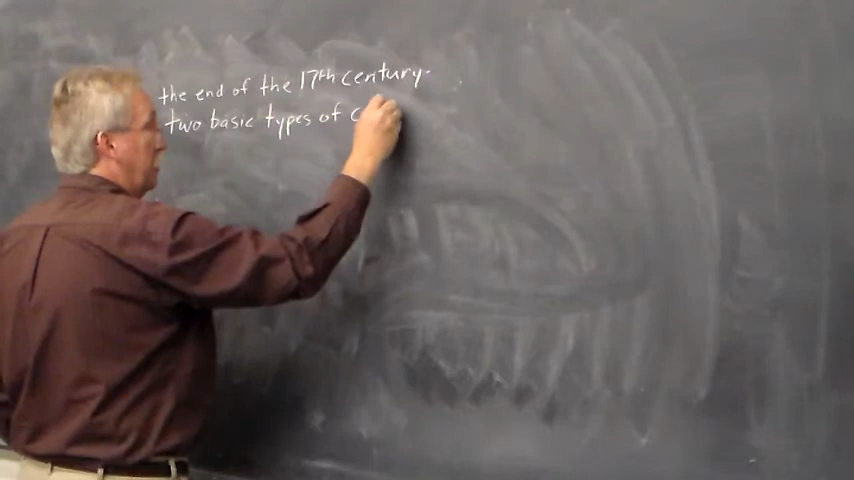 the end of the 17th century.
two basic types of c